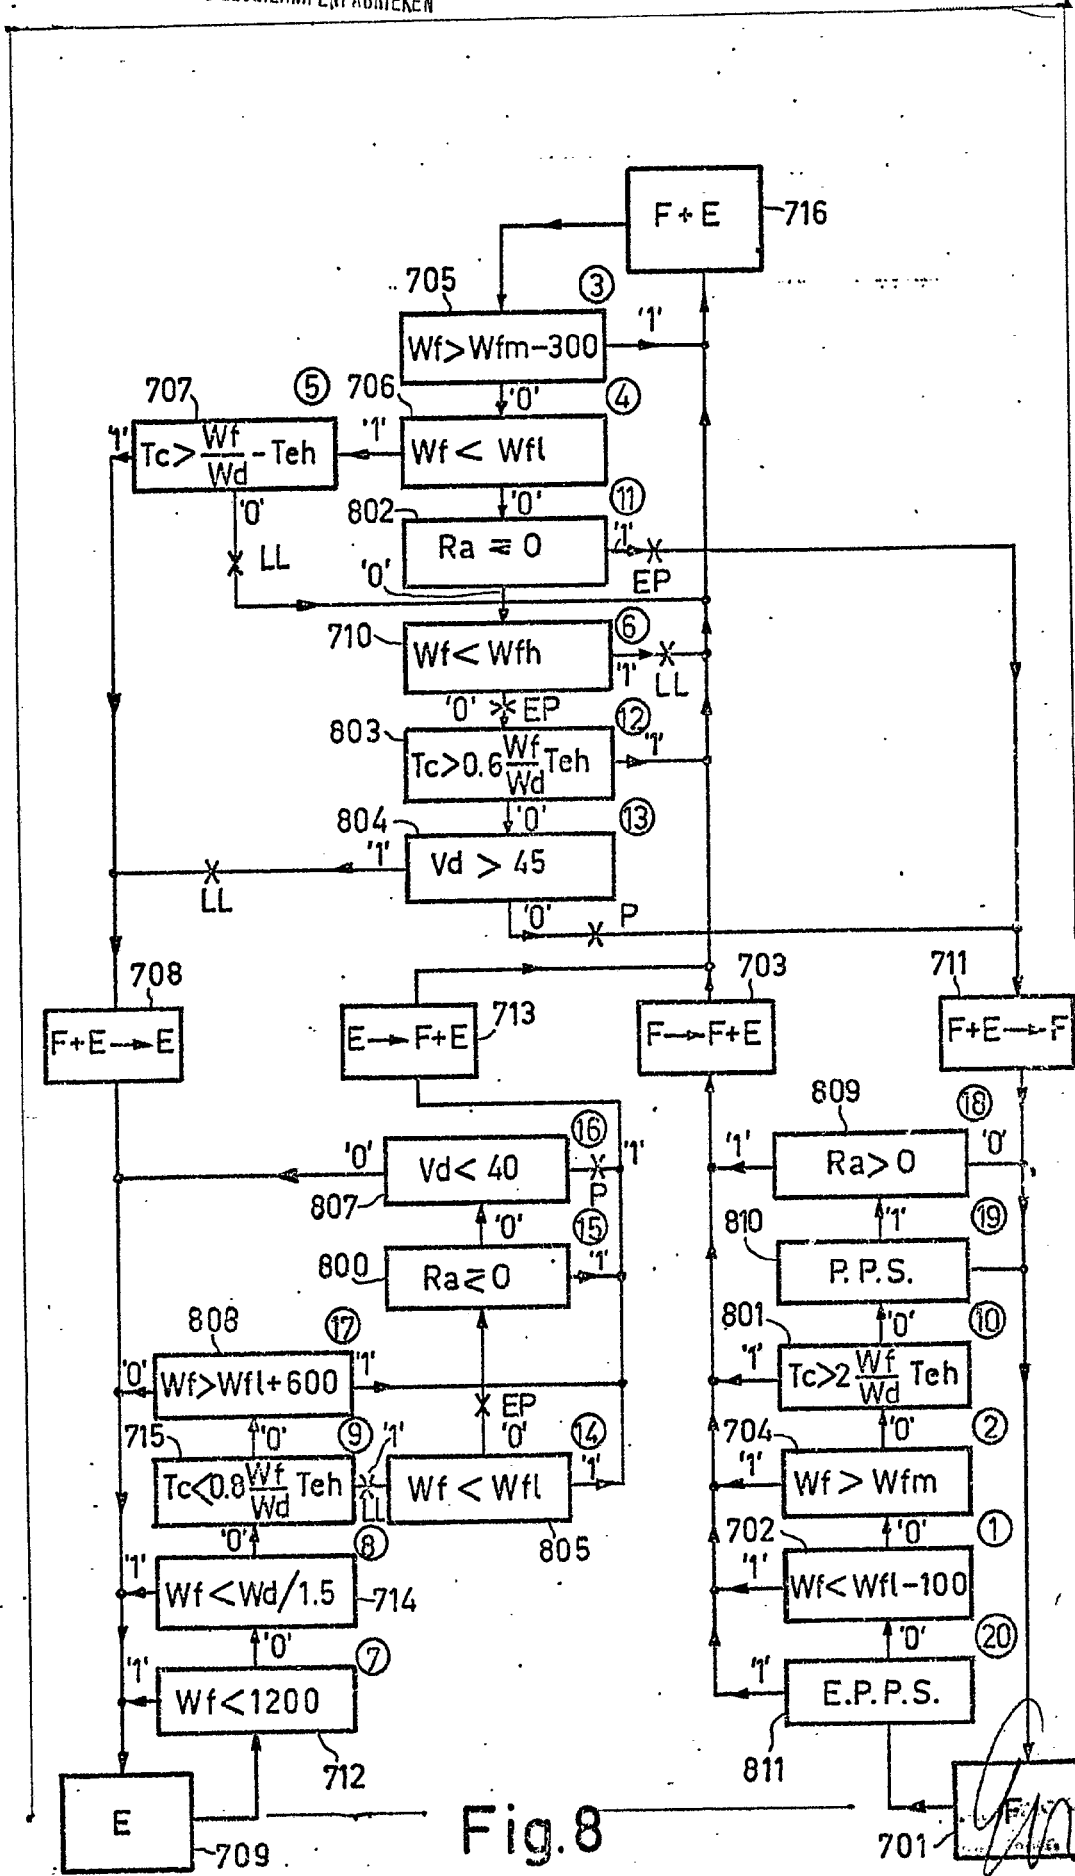 F + E
716
705
③
Wf > Wfm-300
'1'
'0'
707
⑤
706
④
Tc > Wf/Wd - Teh
'1'
'1'
Wf < Wfl
'0'
'0'
802
⑪
LL
Ra ≤ 0
'1'
EP
'0'
710
⑥
Wf < Wfh
'1'
LL
'0'
EP
803
⑫
Tc > 0.6 Wf/Wd Teh
'1'
'0'
804
⑬
Vd > 45
'1'
LL
'0'
P
708
703
711
F+E → E
E → F+E
713
F → F+E
F+E → F
809
⑱
⑯
'0'
Vd < 40
'1'
P
807
'1'
Ra > 0
'0'
'0'
⑮
810
'1'
⑲
800
Ra ≤ 0
'1'
P.P.S.
808
⑰
801
'0'
⑩
'0'
Wf > Wfl+600
'1'
'1'
Tc > 2 Wf/Wd Teh
EP
715
'0'
⑨
'1'
'0'
⑭
704
'0'
②
Tc < 0.8 Wf/Wd Teh
LL
Wf < Wfl
'1'
'1'
Wf > Wfm
'0'
⑧
805
702
'0'
①
'1'
Wf < Wd/1.5
714
'1'
Wf < Wfl-100
'0'
⑦
'0'
⑳
'1'
Wf < 1200
'1'
E.P.P.S.
712
811
E
709
Fig.8
701
F